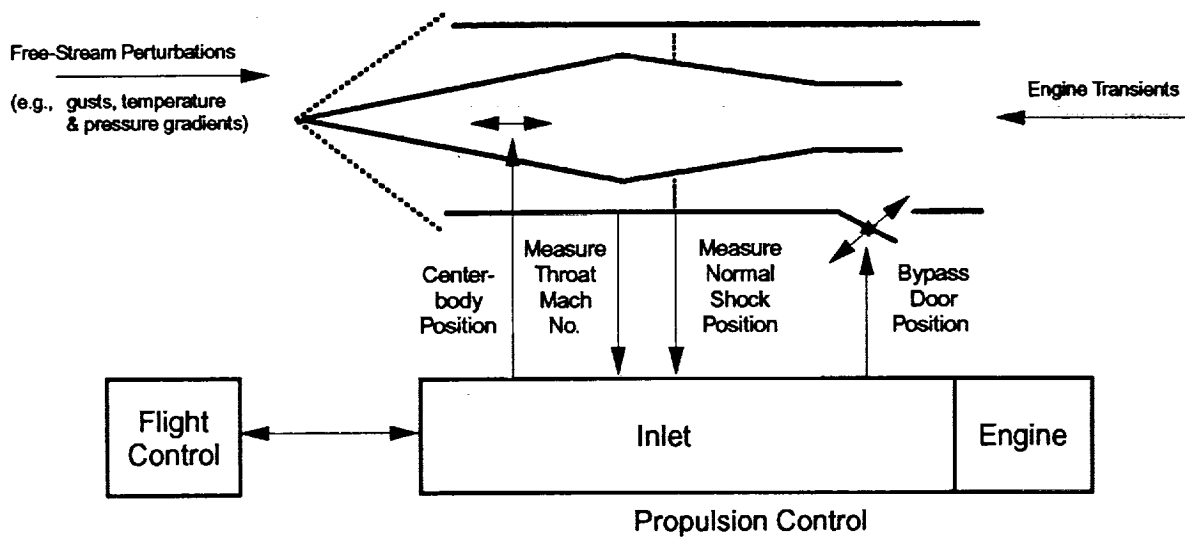 Free-Stream Perturbations
(e.g., gusts, temperature
& pressure gradients)
Engine Transients
Center-
body
Position
Measure
Throat
Mach
No.
Measure
Normal
Shock
Position
Bypass
Door
Position
Flight
Control
Inlet
Engine
Propulsion Control